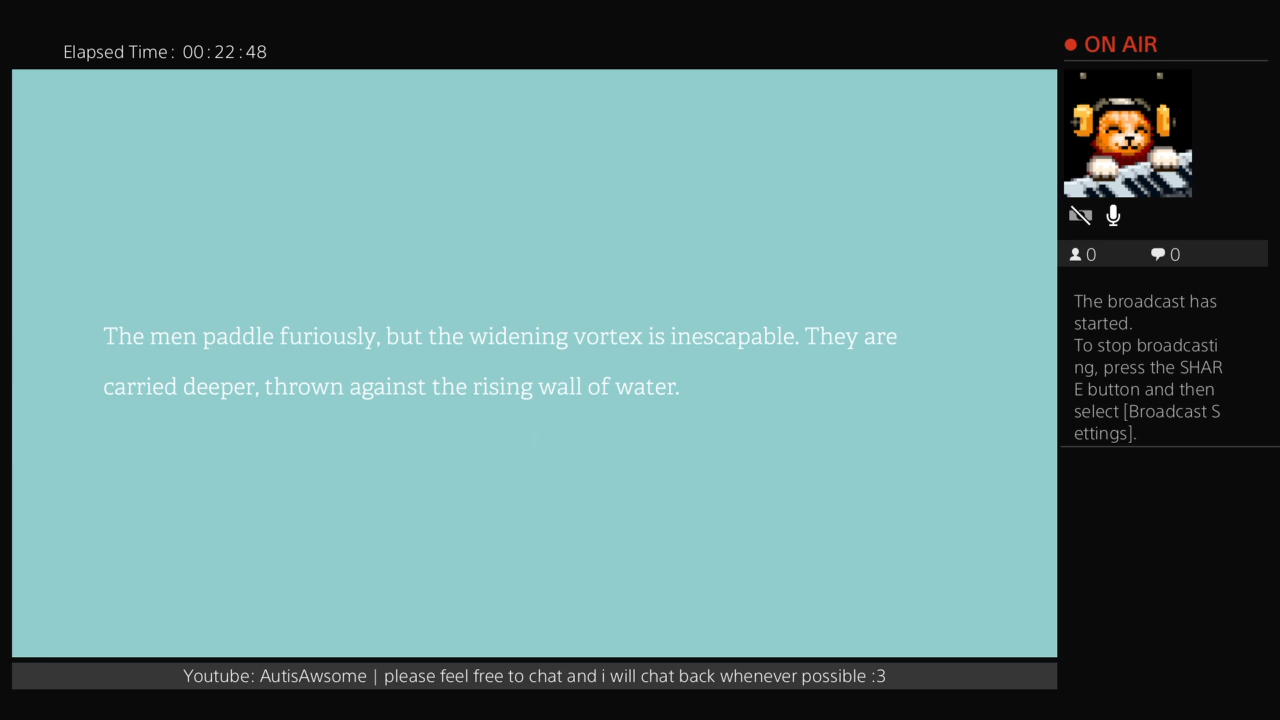 Elapsed Time: 00:22:48
ON AIR
0 0
The men paddle furiously, but the widening vortex is inescapable. They are
carried deeper, thrown against the rising wall of water.
The broadcast has
started.
To stop broadcasti
ng, press the SHAR
E button and then
select [Broadcast S
ettings].
Youtube: AutisAwsome | please feel free to chat and i will chat back whenever possible :3